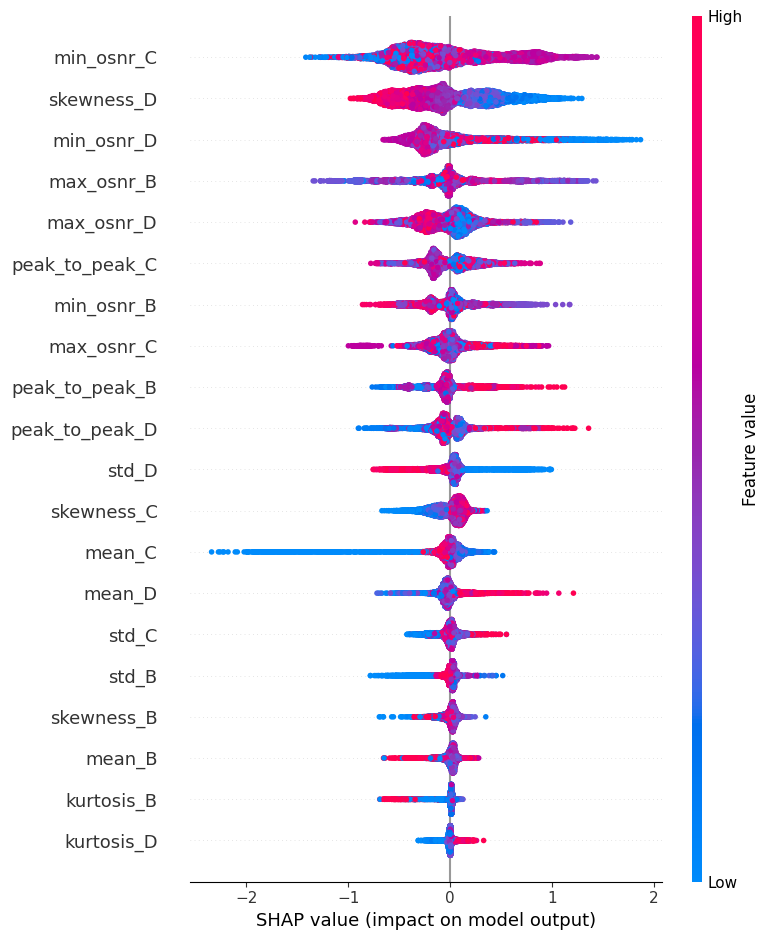 High
min_osnr_C
skewness_D
min_osnr_D
max_osnr_B
max_osnr_D
peak_to_peak_C
min_osnr_B
max_osnr_C
peak_to_peak_B
peak_to_peak_D
std_D
skewness_C
mean_C
mean_D
std_C
std_B
skewness_B
mean_B
kurtosis_B
kurtosis_D
Feature value
Low
−2 −1 0 1 2
SHAP value (impact on model output)